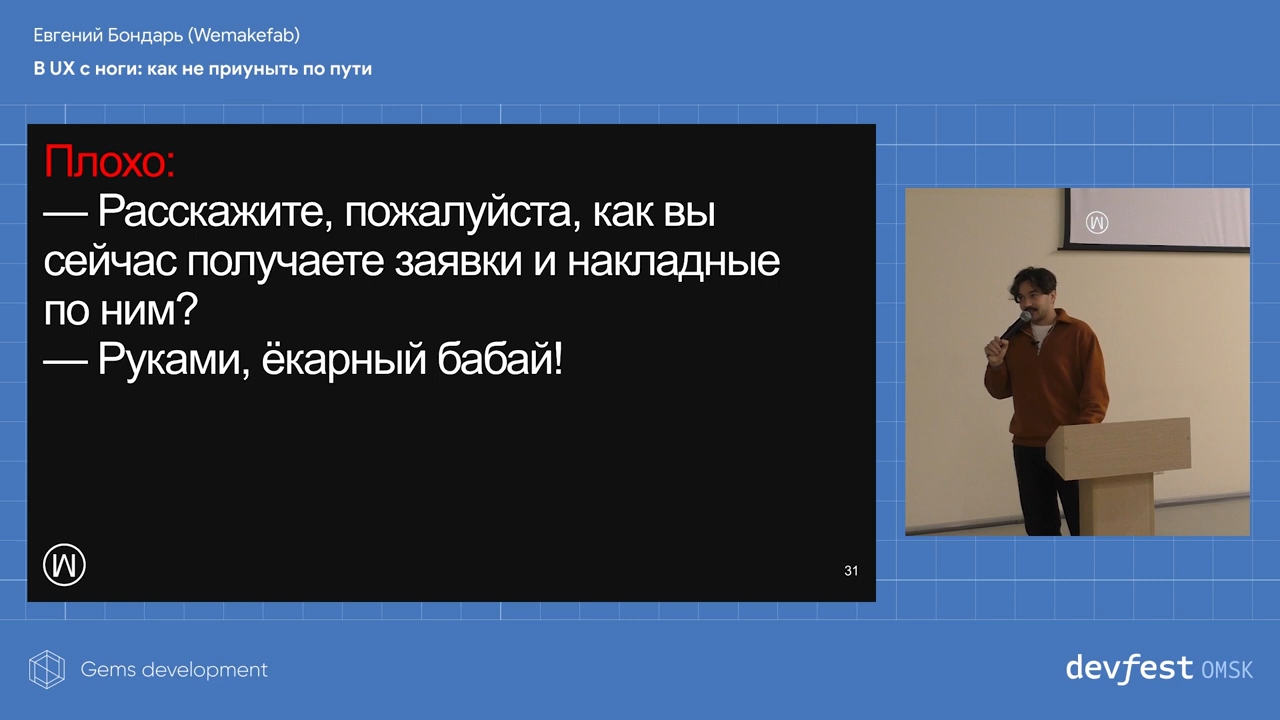 Евгений Бондарь (Wemakefab)
В UX с ноги: как не приуныть по пути
Плохо:
— Расскажите, пожалуйста, как вы
сейчас получаете заявки и накладные
по ним?
— Руками, ёкарный бабай!
31
Gems development
devfest OMSK